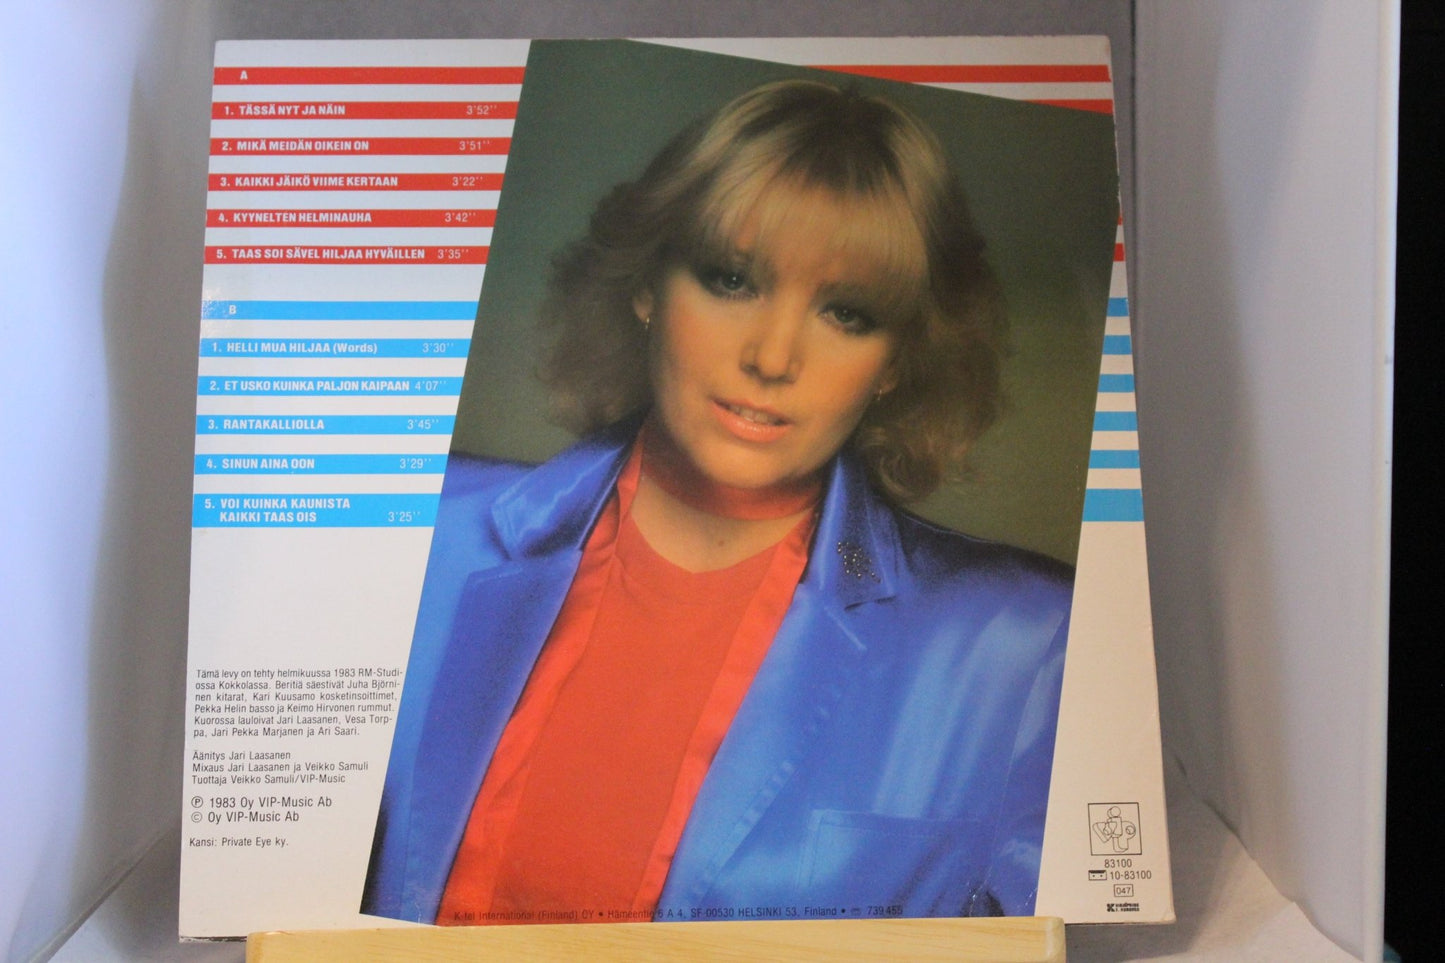 A
1. TÄSSÄ NYT JA NÄIN 3'52''
2. MIKÄ MEIDÄN OIKEIN ON 3'51''
3. KAIKKI JÄIKÖ VIIME KERTAAN 3'22''
4. KYYNELTEN HELMINAUHA 3'42''
5. TAAS SOI SÄVEL HILJAA HYVÄILLEN 3'35''
B
1. HELLI MUA HILJAA (Words) 3'30''
2. ET USKO KUINKA PALJON KAIPAAN 4'07''
3. RANTAKALLIOLLA 3'45''
4. SINUN AINA OON 3'29''
5. VOI KUINKA KAUNISTA
KAIKKI TAAS OIS 3'25''
Tämä levy on tehty helmikuussa 1983 RM-Studi-
ossa Kokkolassa. Beritiä säestivät Juha Björni-
nen kitarat, Kari Kuusamo kosketinsoittimet,
Pekka Helin basso ja Keimo Hirvonen rummut.
Kuorossa lauloivat Jari Laasanen, Vesa Torp-
pa, Jari Pekka Marjanen ja Ari Saari.
Äänitys Jari Laasanen
Mixaus Jari Laasanen ja Veikko Samuli
Tuottaja Veikko Samuli/VIP-Music
℗ 1983 Oy VIP-Music Ab
© Oy VIP-Music Ab
Kansi: Private Eye ky.
83100
10-83100
047
K-tel International (Finland) OY • Hämeentie 6 A 4, SF-00530 HELSINKI 53, Finland • ☎ 739 455